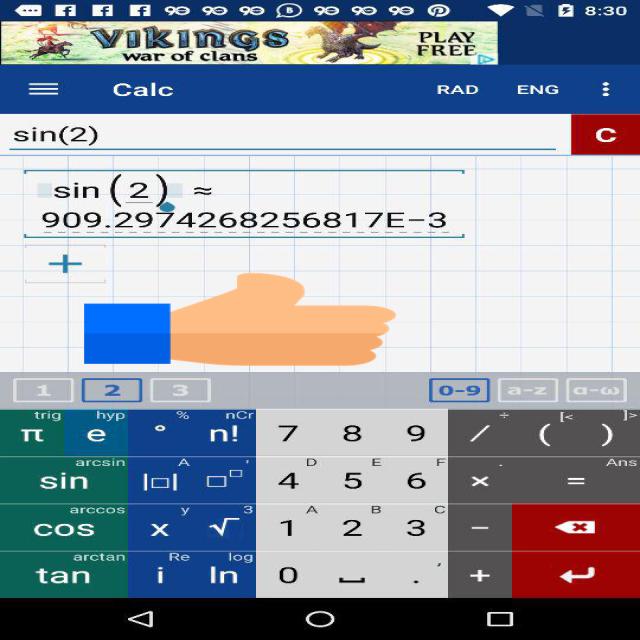 8:30
VIKINGS
war of clans
PLAY
FREE
Calc
RAD
ENG
sin(2)
C
sin(2) ≈
909.2974268256817E−3
+
1 2 3 0-9 a-z α-ω
trig hyp % nCr ÷ [< ]>
π e ° n! 7 8 9 / ( )
arcsin A ' D E F . Ans
sin |□| □□ 4 5 6 × =
arccos y 3 A B C
cos x √ 1 2 3 −
arctan Re log ,
tan i ln 0 . +